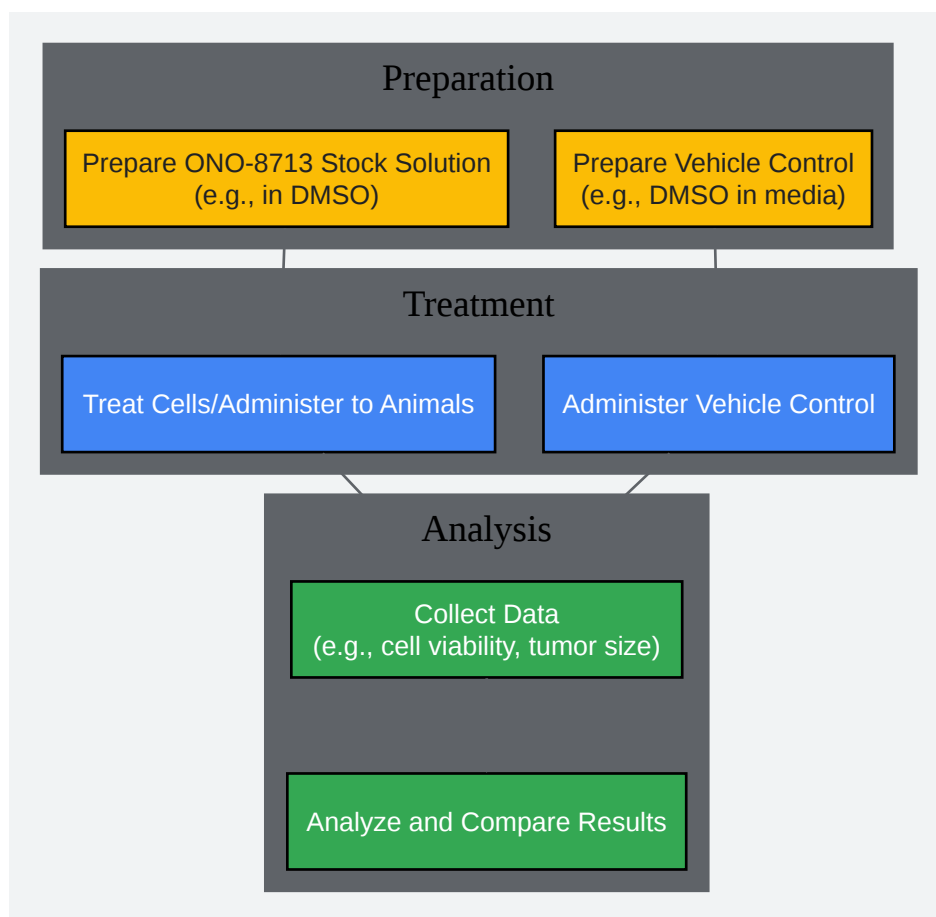 Preparation
Prepare ONO-8713 Stock Solution
(e.g., in DMSO)
Prepare Vehicle Control
(e.g., DMSO in media)
Treatment
Treat Cells/Administer to Animals
Administer Vehicle Control
Analysis
Collect Data
(e.g., cell viability, tumor size)
Analyze and Compare Results